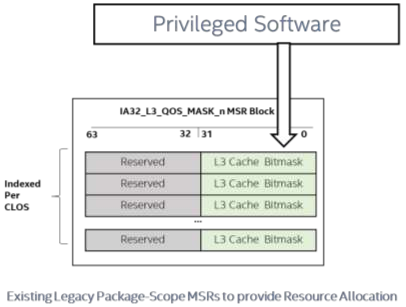 Privileged Software
IA32_L3_QOS_MASK_n MSR Block
63 32 31 0
Reserved L3 Cache Bitmask
Reserved L3 Cache Bitmask
Reserved L3 Cache Bitmask
...
Reserved L3 Cache Bitmask
Indexed
Per
CLOS
Existing Legacy Package-Scope MSRs to provide Resource Allocation